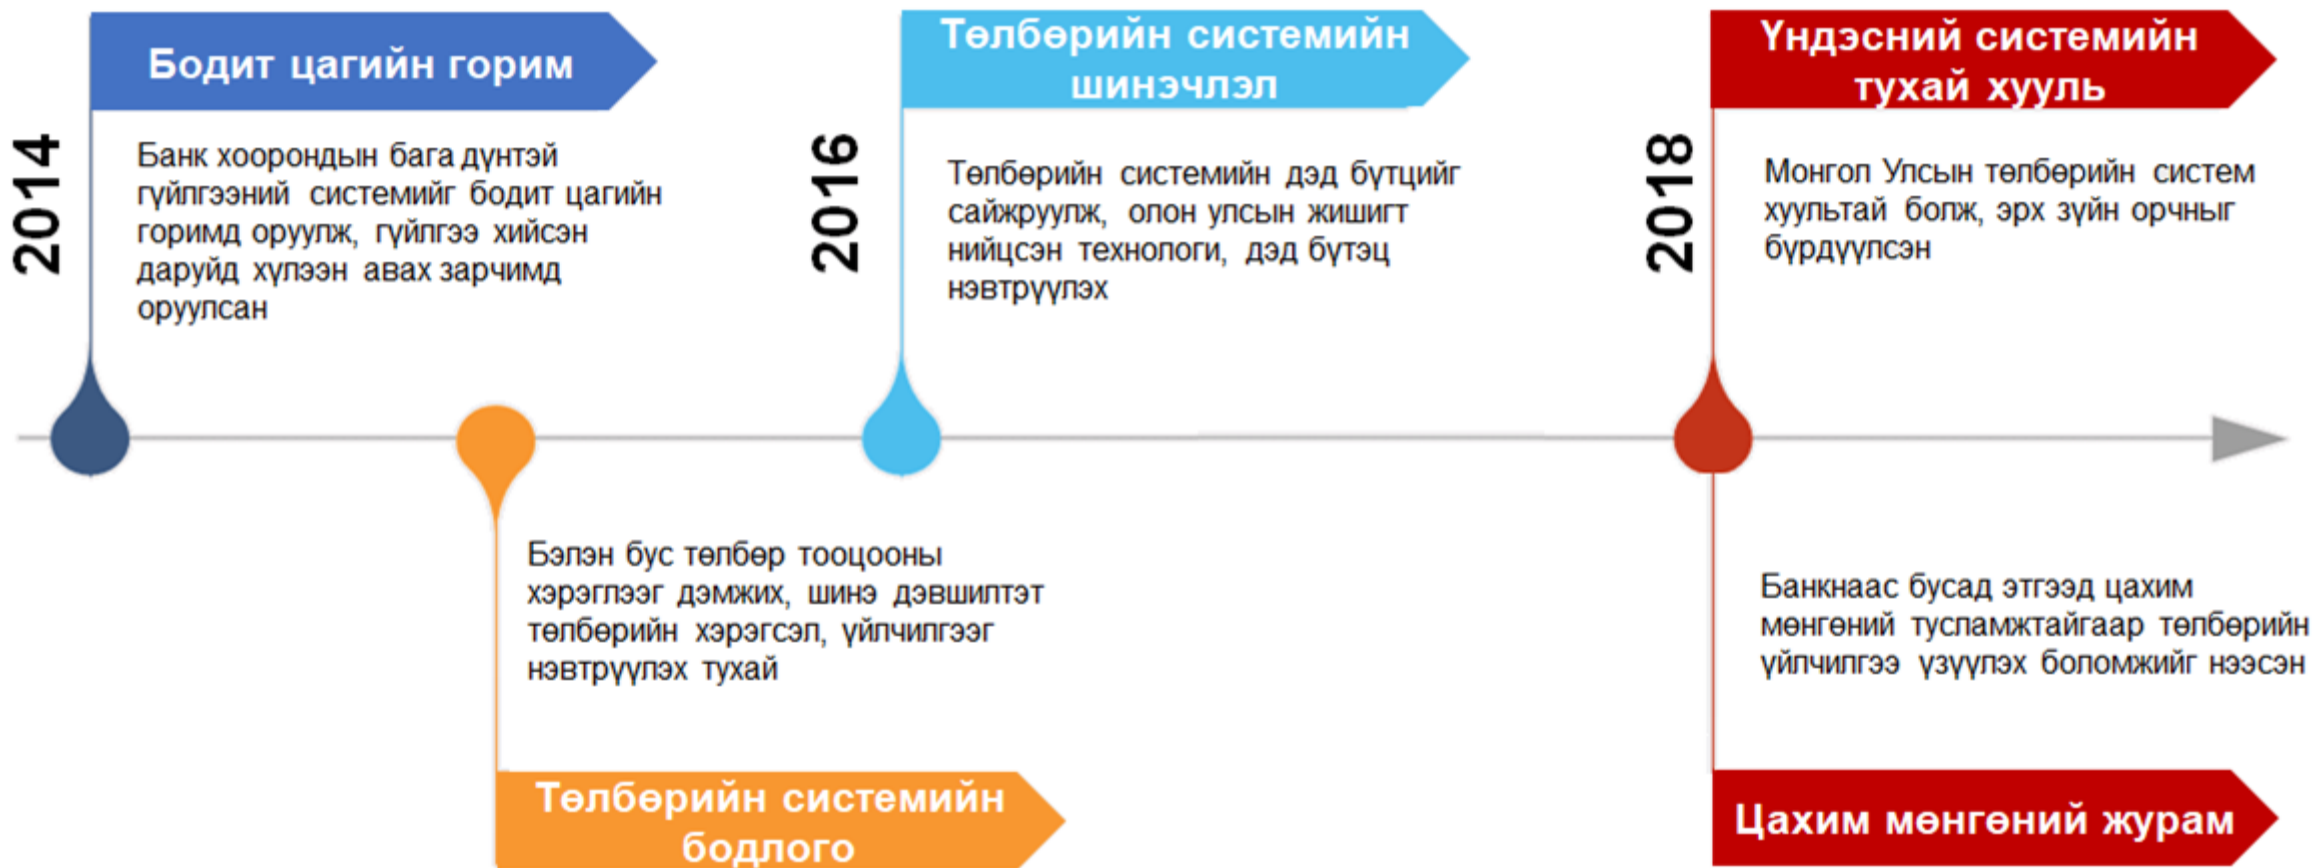 2014
Бодит цагийн горим
Банк хоорондын бага дүнтэй
гүйлгээний системийг бодит цагийн
горимд оруулж, гүйлгээ хийсэн
даруйд хүлээн авах зарчимд
оруулсан
Бэлэн бус төлбөр тооцооны
хэрэглээг дэмжих, шинэ дэвшилтэт
төлбөрийн хэрэгсэл, үйлчилгээг
нэвтрүүлэх тухай
Төлбөрийн системийн
бодлого
2016
Төлбөрийн системийн
шинэчлэл
Төлбөрийн системийн дэд бүтцийг
сайжруулж, олон улсын жишигт
нийцсэн технологи, дэд бүтэц
нэвтрүүлэх
2018
Үндэсний системийн
тухай хууль
Монгол Улсын төлбөрийн систем
хуультай болж, эрх зүйн орчныг
бүрдүүлсэн
Банкнаас бусад этгээд цахим
мөнгөний тусламжтайгаар төлбөрийн
үйлчилгээ үзүүлэх боломжийг нээсэн
Цахим мөнгөний журам